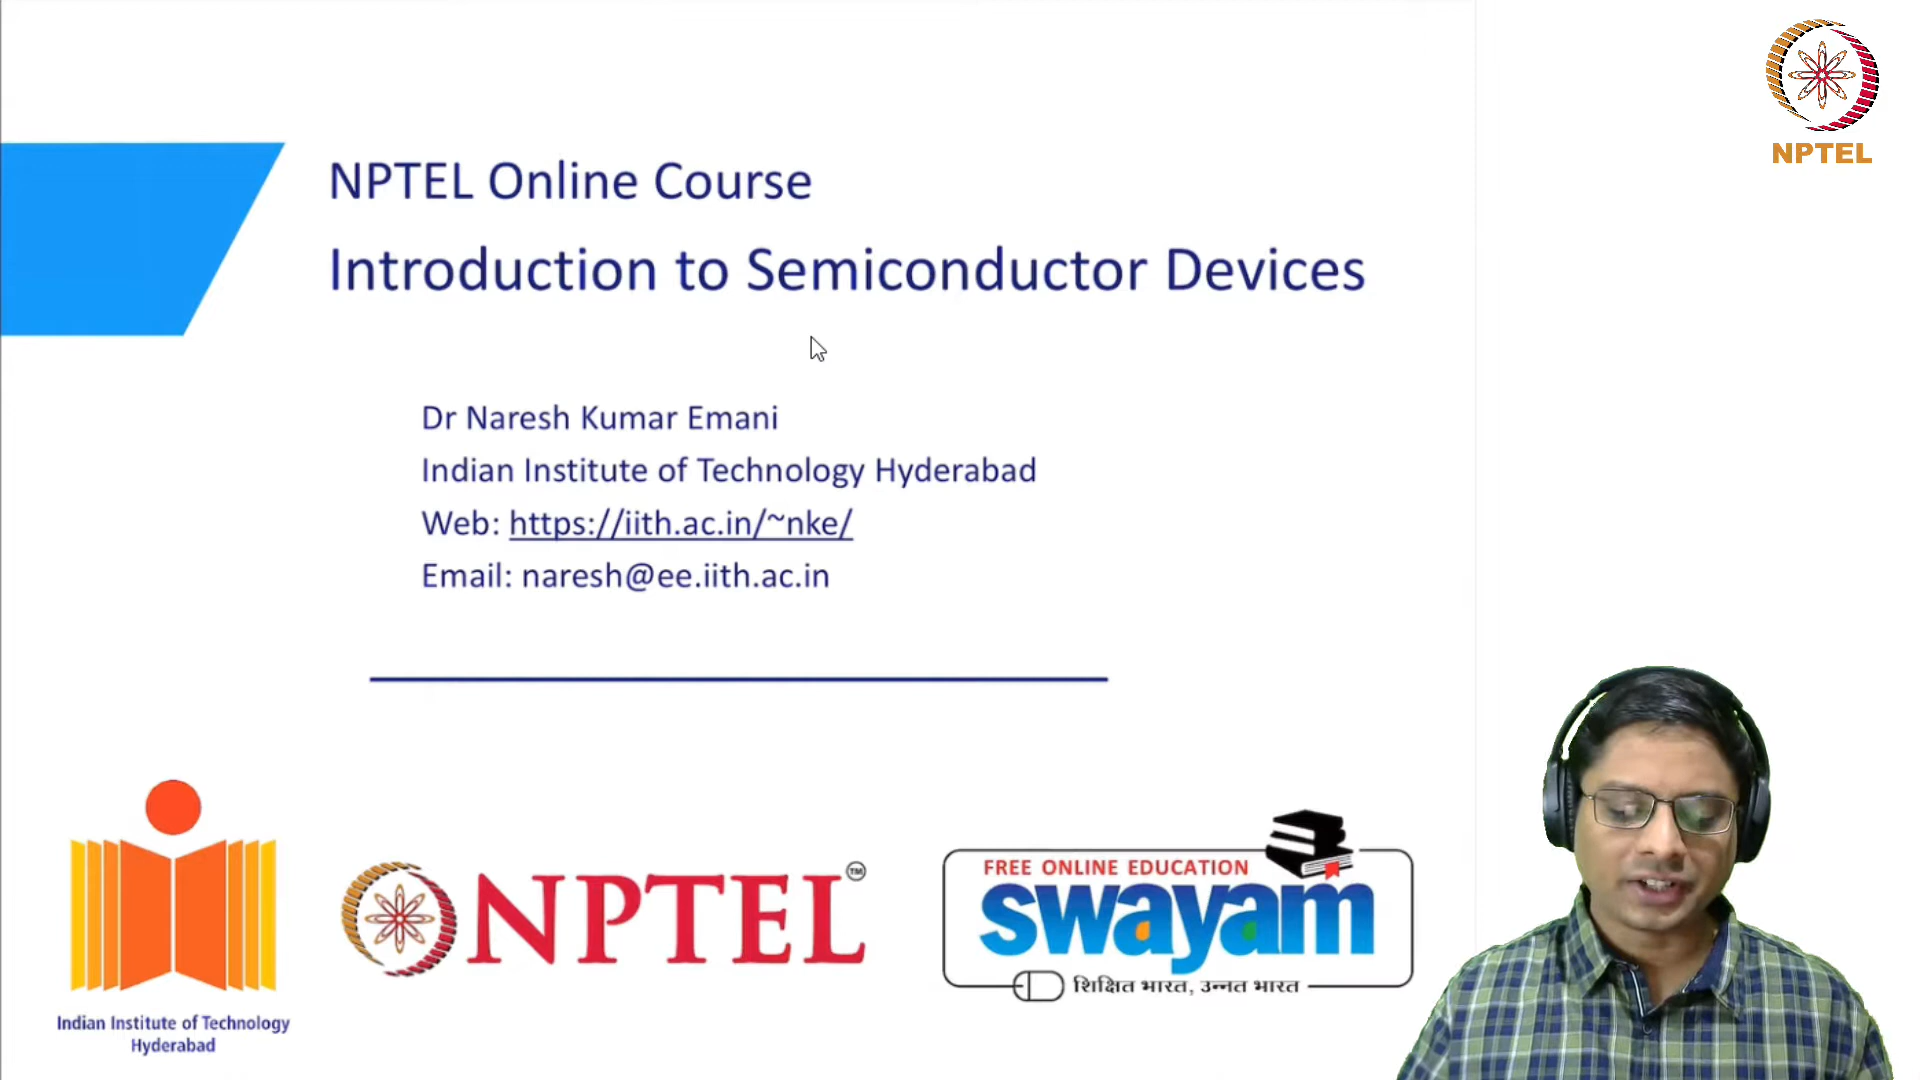 NPTEL
NPTEL Online Course
Introduction to Semiconductor Devices
Dr Naresh Kumar Emani
Indian Institute of Technology Hyderabad
Web: https://iith.ac.in/~nke/
Email: naresh@ee.iith.ac.in
Indian Institute of Technology
Hyderabad
NPTEL™
FREE ONLINE EDUCATION
swayam
शिक्षित भारत, उन्नत भारत